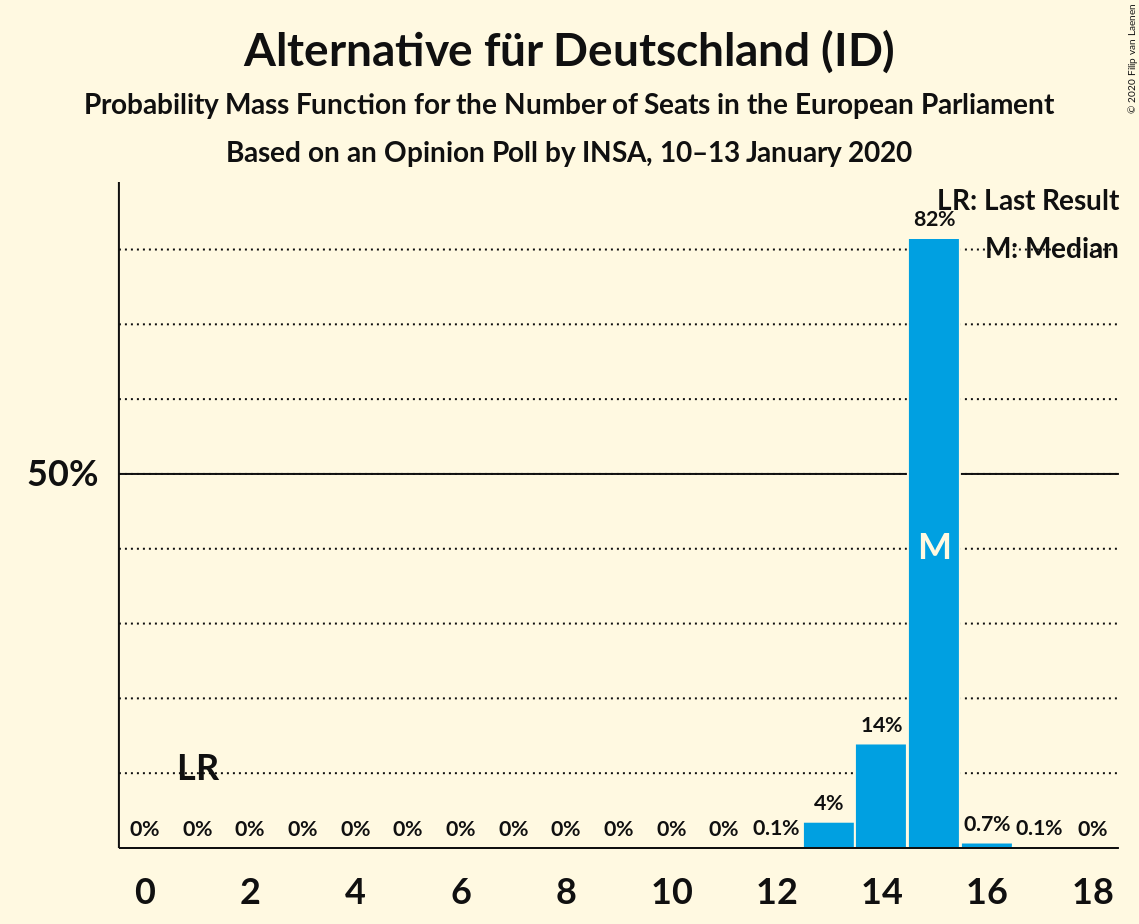 Alternative für Deutschland (ID)
Probability Mass Function for the Number of Seats in the European Parliament
Based on an Opinion Poll by INSA, 10–13 January 2020
© 2020 Filip van Laenen
LR: Last Result
M: Median
82%
50%
M
14%
LR
4%
0% 0% 0% 0% 0% 0% 0% 0% 0% 0% 0% 0% 0.1% 0.7% 0.1% 0%
0 2 4 6 8 10 12 14 16 18